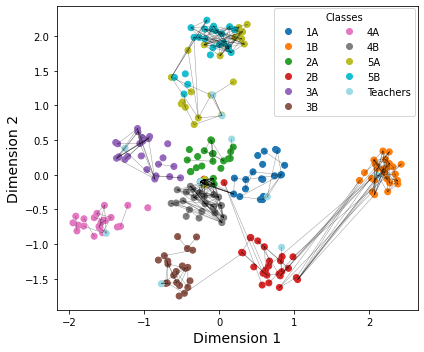 Classes
1A 4A
1B 4B
2A 5A
2B 5B
3A Teachers
3B
Dimension 2
2.0
1.5
1.0
0.5
0.0
−0.5
−1.0
−1.5
−2 −1 0 1 2
Dimension 1